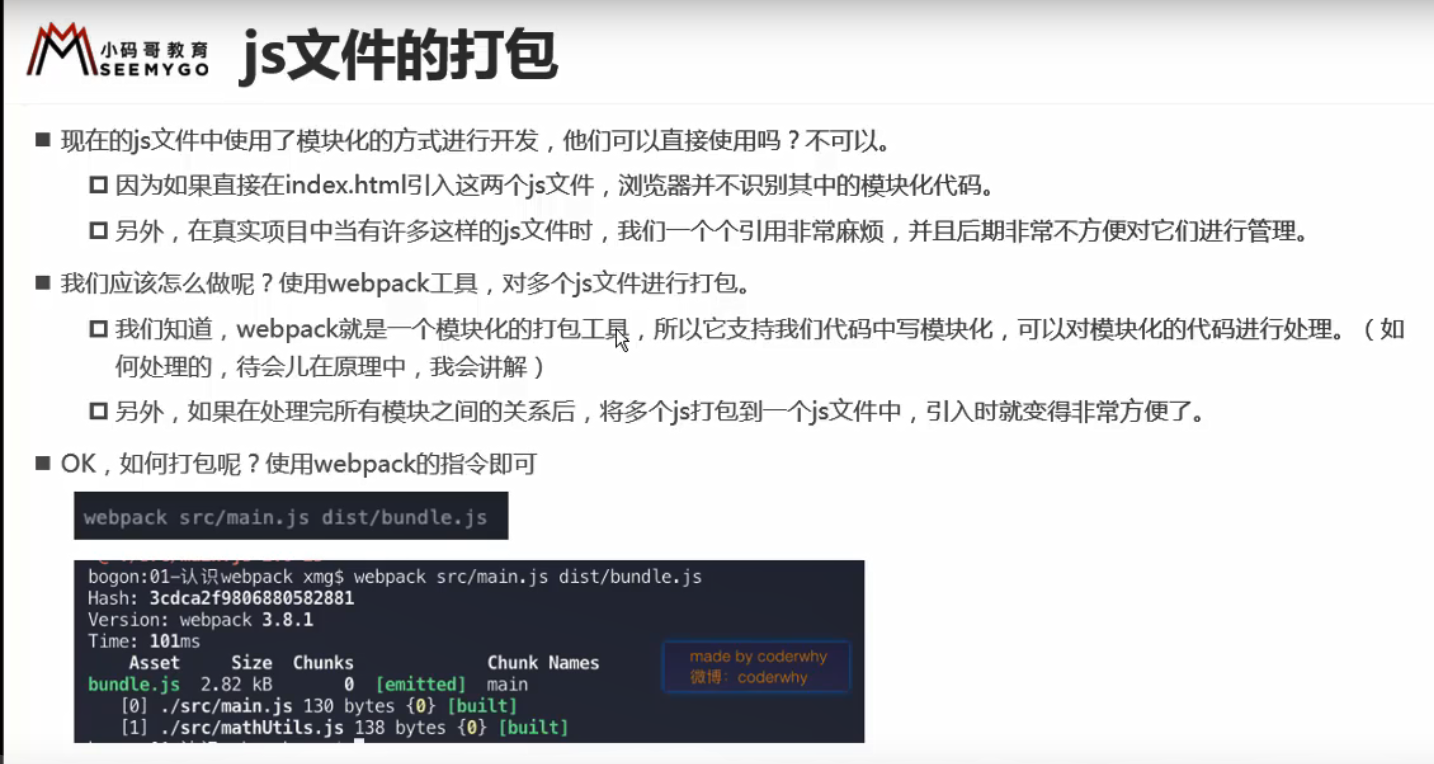 小码哥教育
SEEMYGO
js文件的打包
现在的js文件中使用了模块化的方式进行开发，他们可以直接使用吗？不可以。
因为如果直接在index.html引入这两个js文件，浏览器并不识别其中的模块化代码。
另外，在真实项目中当有许多这样的js文件时，我们一个个引用非常麻烦，并且后期非常不方便对它们进行管理。
我们应该怎么做呢？使用webpack工具，对多个js文件进行打包。
我们知道，webpack就是一个模块化的打包工具，所以它支持我们代码中写模块化，可以对模块化的代码进行处理。（如
何处理的，待会儿在原理中，我会讲解）
另外，如果在处理完所有模块之间的关系后，将多个js打包到一个js文件中，引入时就变得非常方便了。
OK，如何打包呢？使用webpack的指令即可
webpack src/main.js dist/bundle.js
bogon:01-认识webpack xmg$ webpack src/main.js dist/bundle.js
Hash: 3cdca2f9806880582881
Version: webpack 3.8.1
Time: 101ms
Asset Size Chunks Chunk Names
bundle.js 2.82 kB 0 [emitted] main
[0] ./src/main.js 130 bytes {0} [built]
[1] ./src/mathUtils.js 138 bytes {0} [built]
made by coderwhy
微博：coderwhy